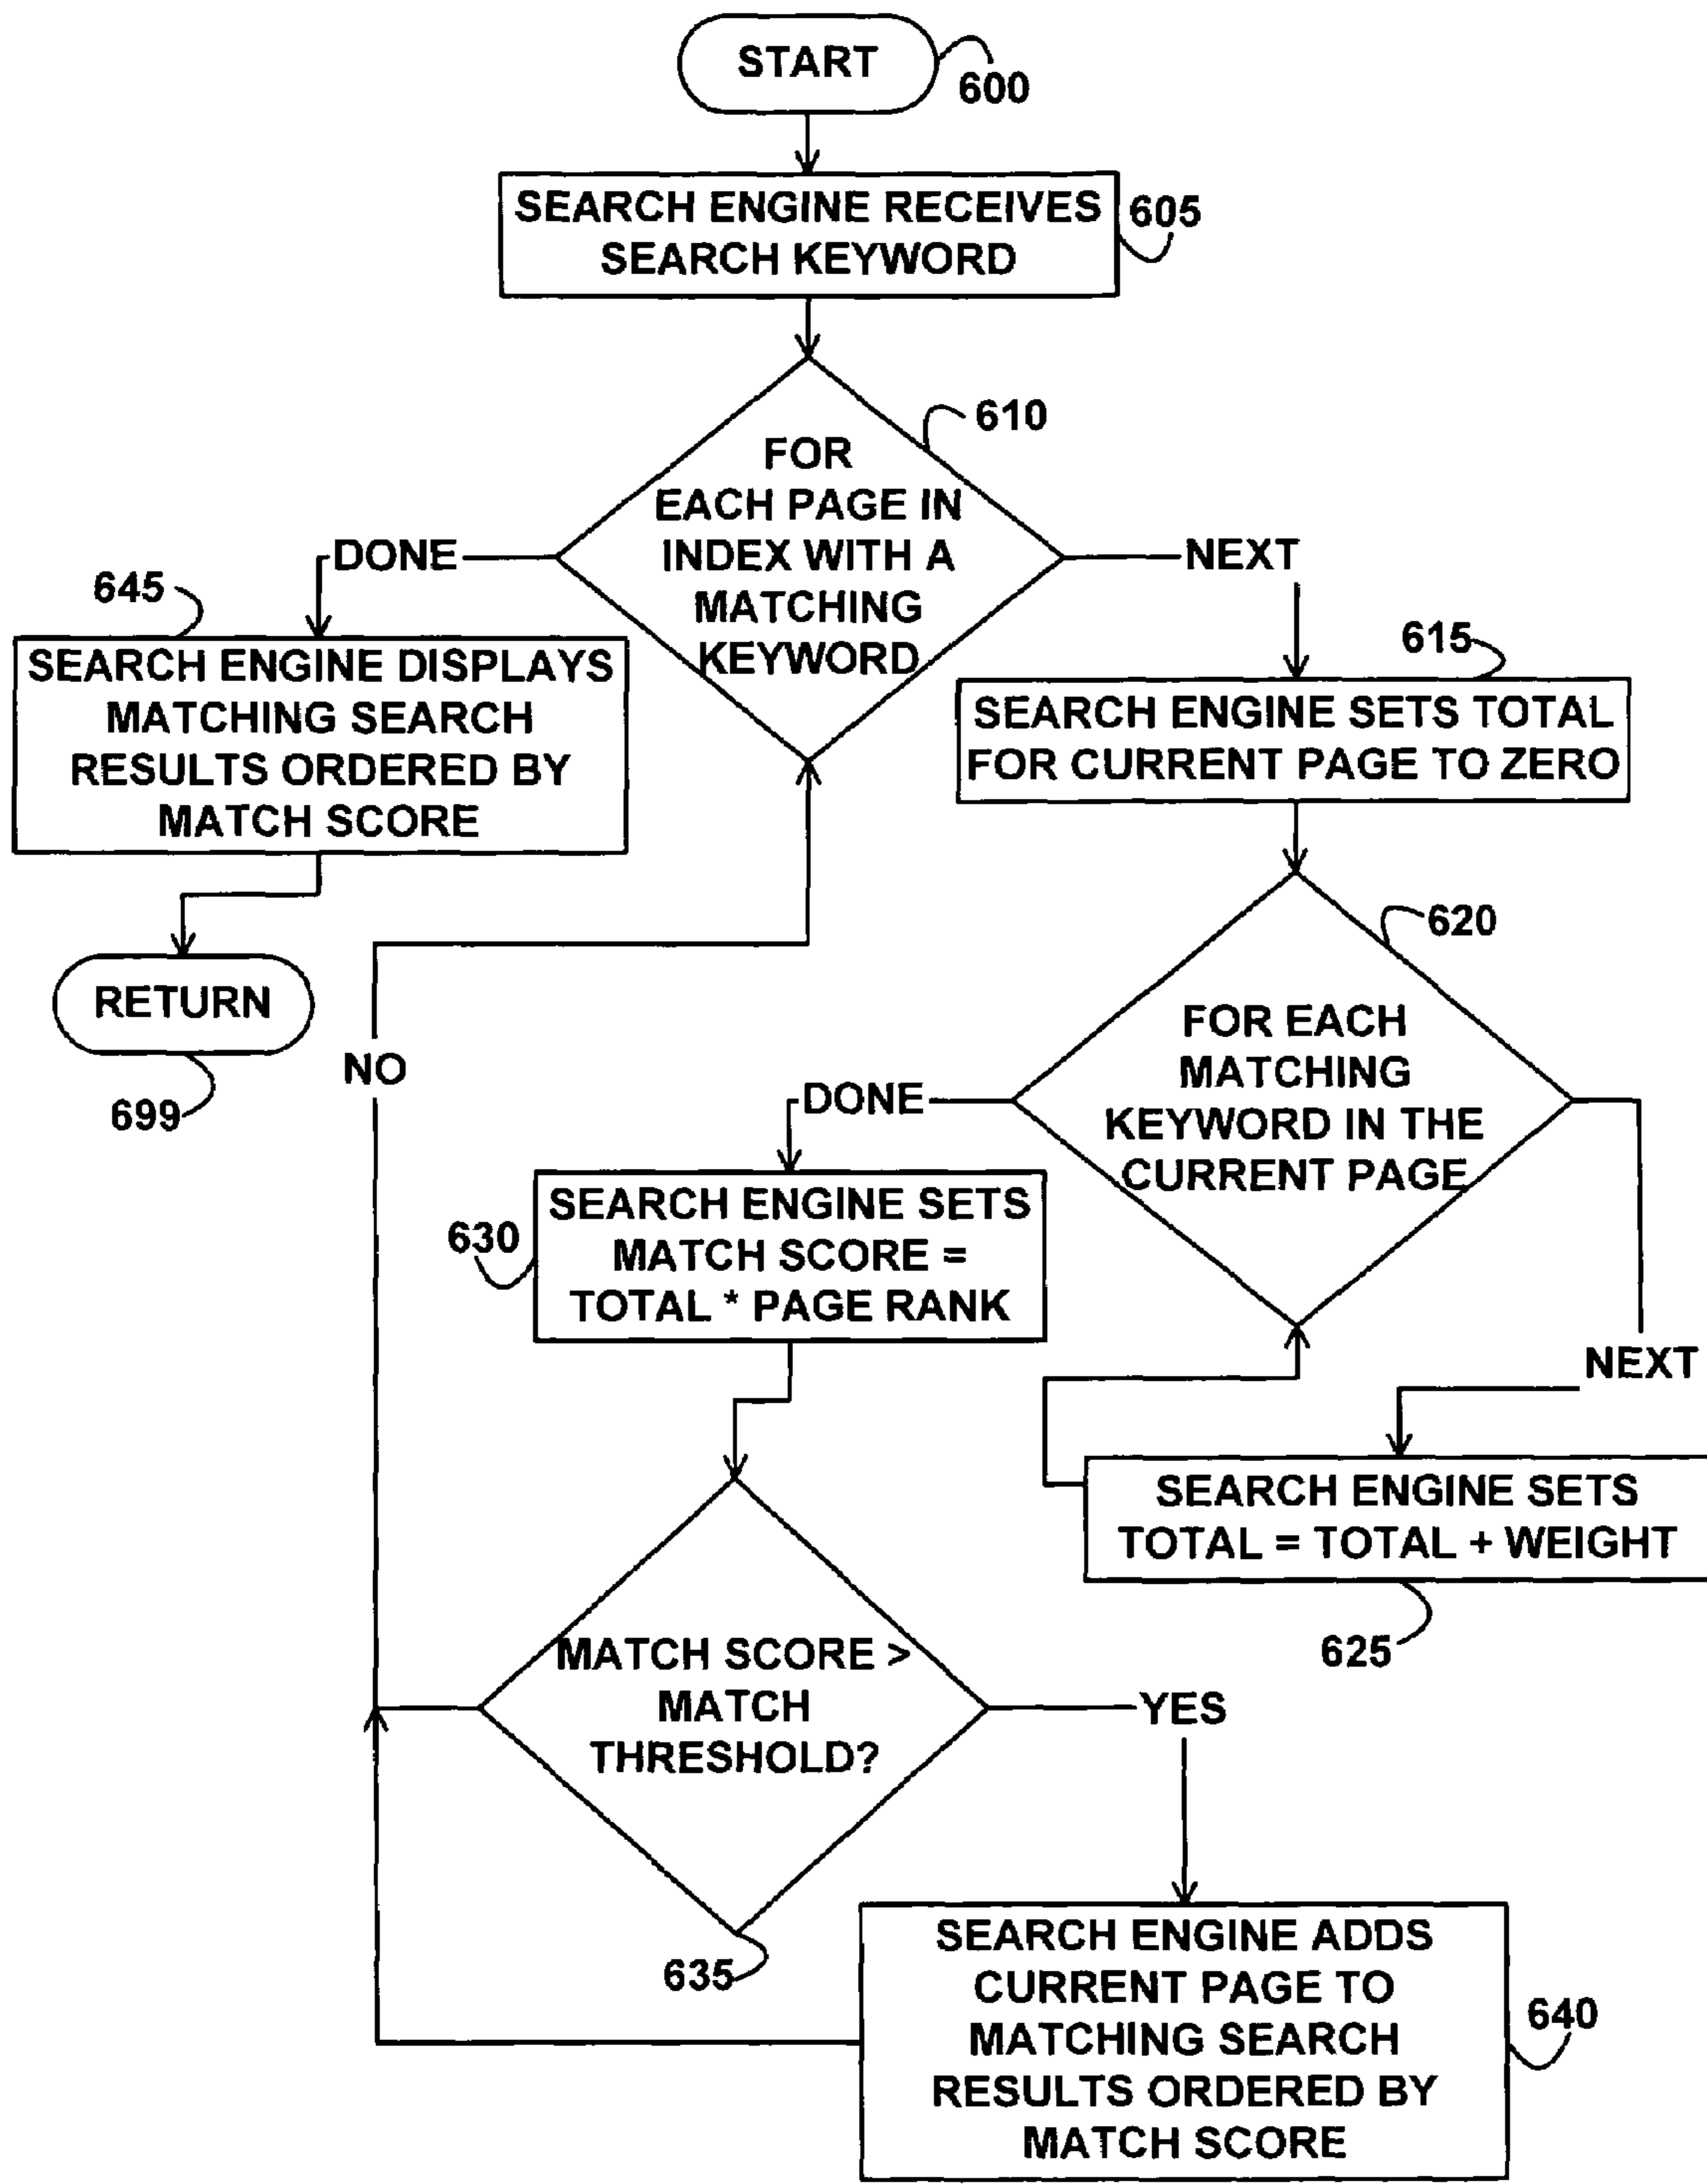 START
600
SEARCH ENGINE RECEIVES
SEARCH KEYWORD
605
610
FOR
EACH PAGE IN
INDEX WITH A
MATCHING
KEYWORD
DONE
NEXT
645
SEARCH ENGINE DISPLAYS
MATCHING SEARCH
RESULTS ORDERED BY
MATCH SCORE
615
SEARCH ENGINE SETS TOTAL
FOR CURRENT PAGE TO ZERO
RETURN
699
NO
620
FOR EACH
MATCHING
KEYWORD IN THE
CURRENT PAGE
DONE
NEXT
630
SEARCH ENGINE SETS
MATCH SCORE =
TOTAL * PAGE RANK
SEARCH ENGINE SETS
TOTAL = TOTAL + WEIGHT
625
MATCH SCORE >
MATCH
THRESHOLD?
635
YES
SEARCH ENGINE ADDS
CURRENT PAGE TO
MATCHING SEARCH
RESULTS ORDERED BY
MATCH SCORE
640